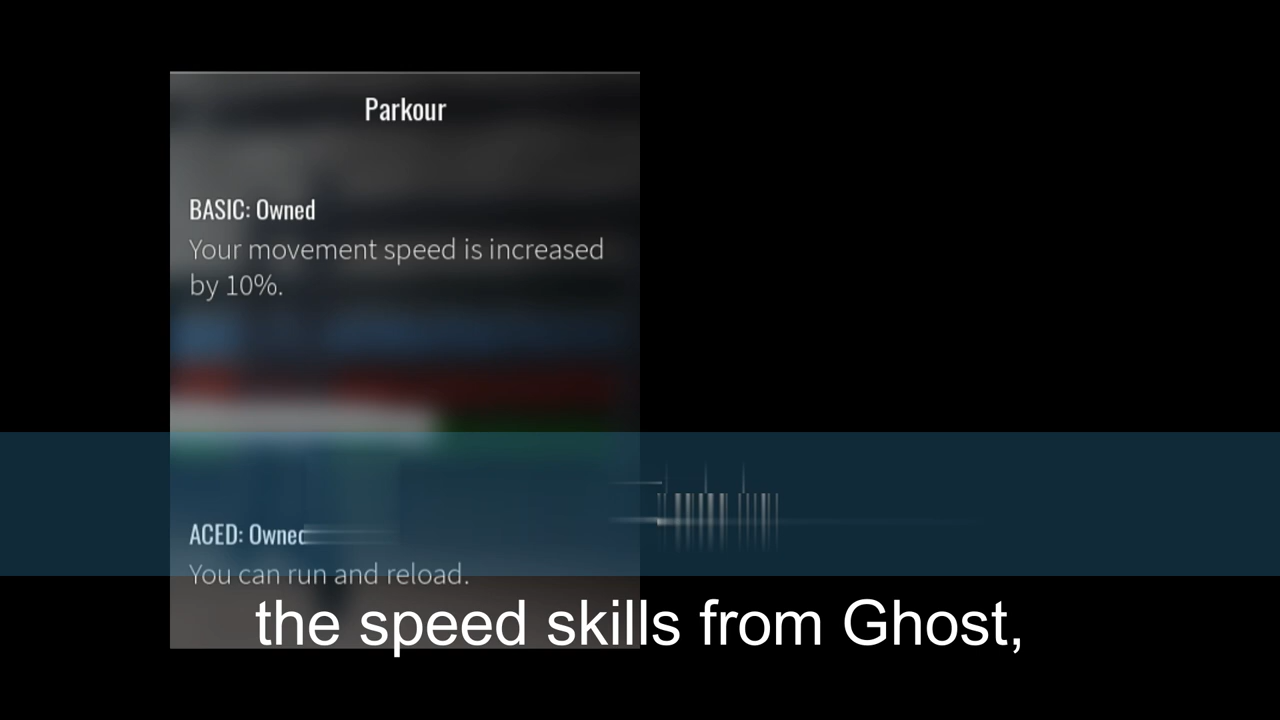 Parkour
BASIC: Owned
Your movement speed is increased
by 10%.
ACED: Owned
You can run and reload.
the speed skills from Ghost,